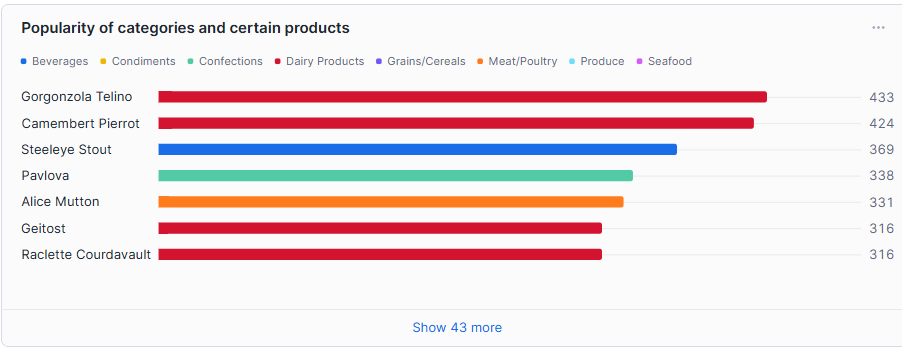 Popularity of categories and certain products
Beverages Condiments Confections Dairy Products Grains/Cereals Meat/Poultry Produce Seafood
Gorgonzola Telino 433
Camembert Pierrot 424
Steeleye Stout 369
Pavlova 338
Alice Mutton 331
Geitost 316
Raclette Courdavault 316
Show 43 more